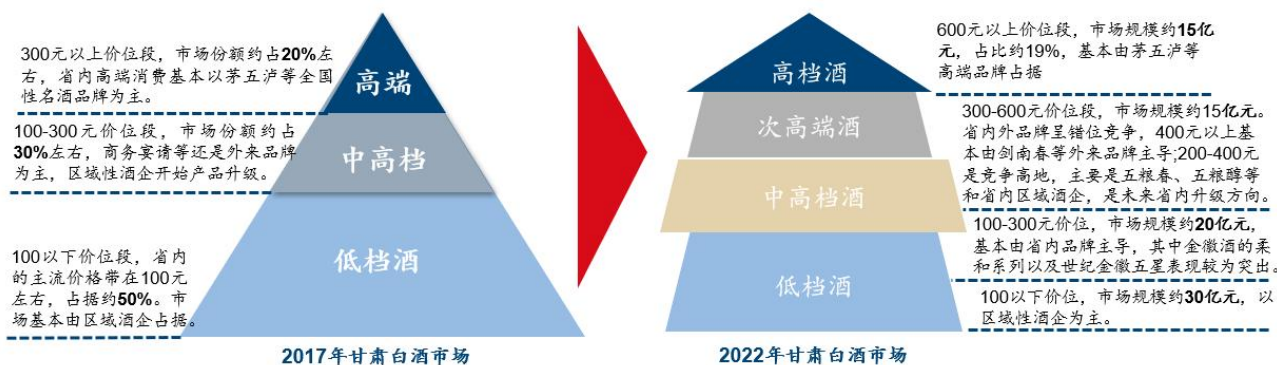 300元以上价位段，市场份额约占20%左
右，省内高端消费基本以茅五泸等全国
性名酒品牌为主。
100-300元价位段，市场份额约占
30%左右，商务宴请等还是外来品牌
为主，区域性酒企开始产品升级。
100以下价位段，省内
的主流价格带在100元
左右，占据约50%。市
场基本由区域酒企占据。
高端
中高档
低档酒
2017年甘肃白酒市场
高档酒
次高端酒
中高档酒
低档酒
2022年甘肃白酒市场
600元以上价位段，市场规模约15亿
元，占比约19%，基本由茅五泸等
高端品牌占据
300-600元价位段，市场规模约15亿元。
省内外品牌呈错位竞争，400元以上基
本由剑南春等外来品牌主导;200-400元
是竞争高地，主要是五粮春、五粮醇等
和省内区域酒企，是未来省内升级方向。
100-300元价位，市场规模约20亿元，
基本由省内品牌主导，其中金徽酒的柔
和系列以及世纪金徽五星表现较为突出。
100以下价位，市场规模约30亿元，以
区域性酒企为主。